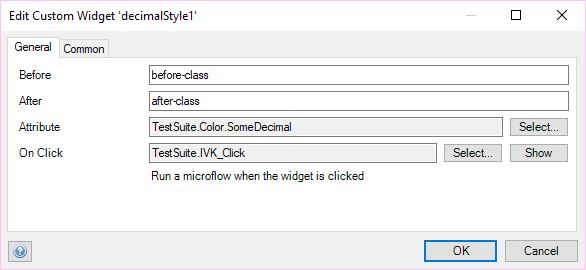 Edit Custom Widget 'decimalStyle1'
General Common
Before before-class
After after-class
Attribute TestSuite.Color.SomeDecimal Select...
On Click TestSuite.IVK_Click Select... Show
Run a microflow when the widget is clicked
OK Cancel